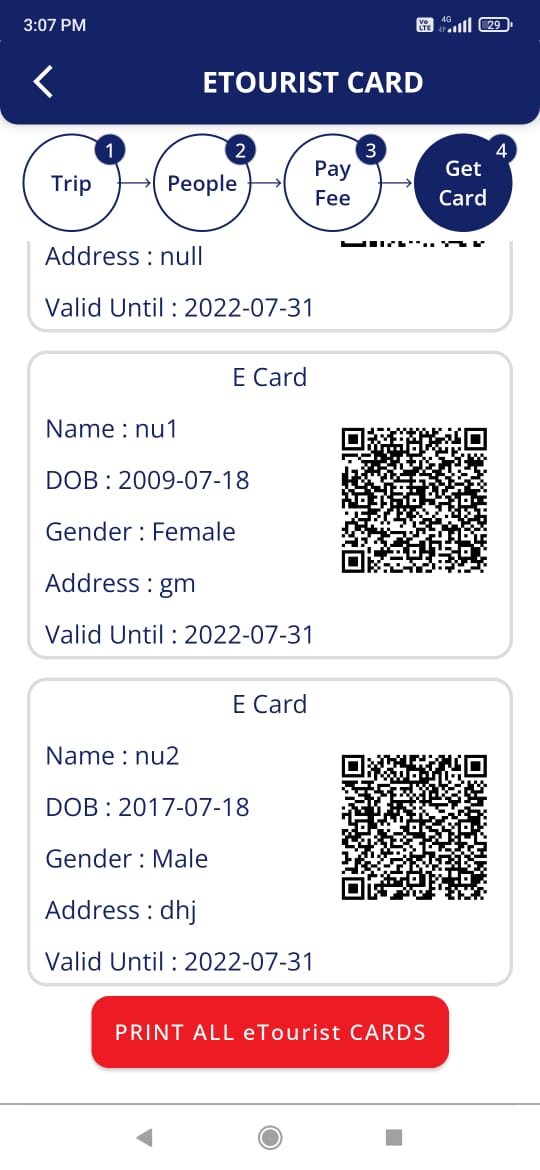 3:07 PM
Vo LTE 4G 29
ETOURIST CARD
1
2
3
4
Trip
People
Pay Fee
Get Card
Address : null
Valid Until : 2022-07-31
E Card
Name : nu1
DOB : 2009-07-18
Gender : Female
Address : gm
Valid Until : 2022-07-31
E Card
Name : nu2
DOB : 2017-07-18
Gender : Male
Address : dhj
Valid Until : 2022-07-31
PRINT ALL eTourist CARDS